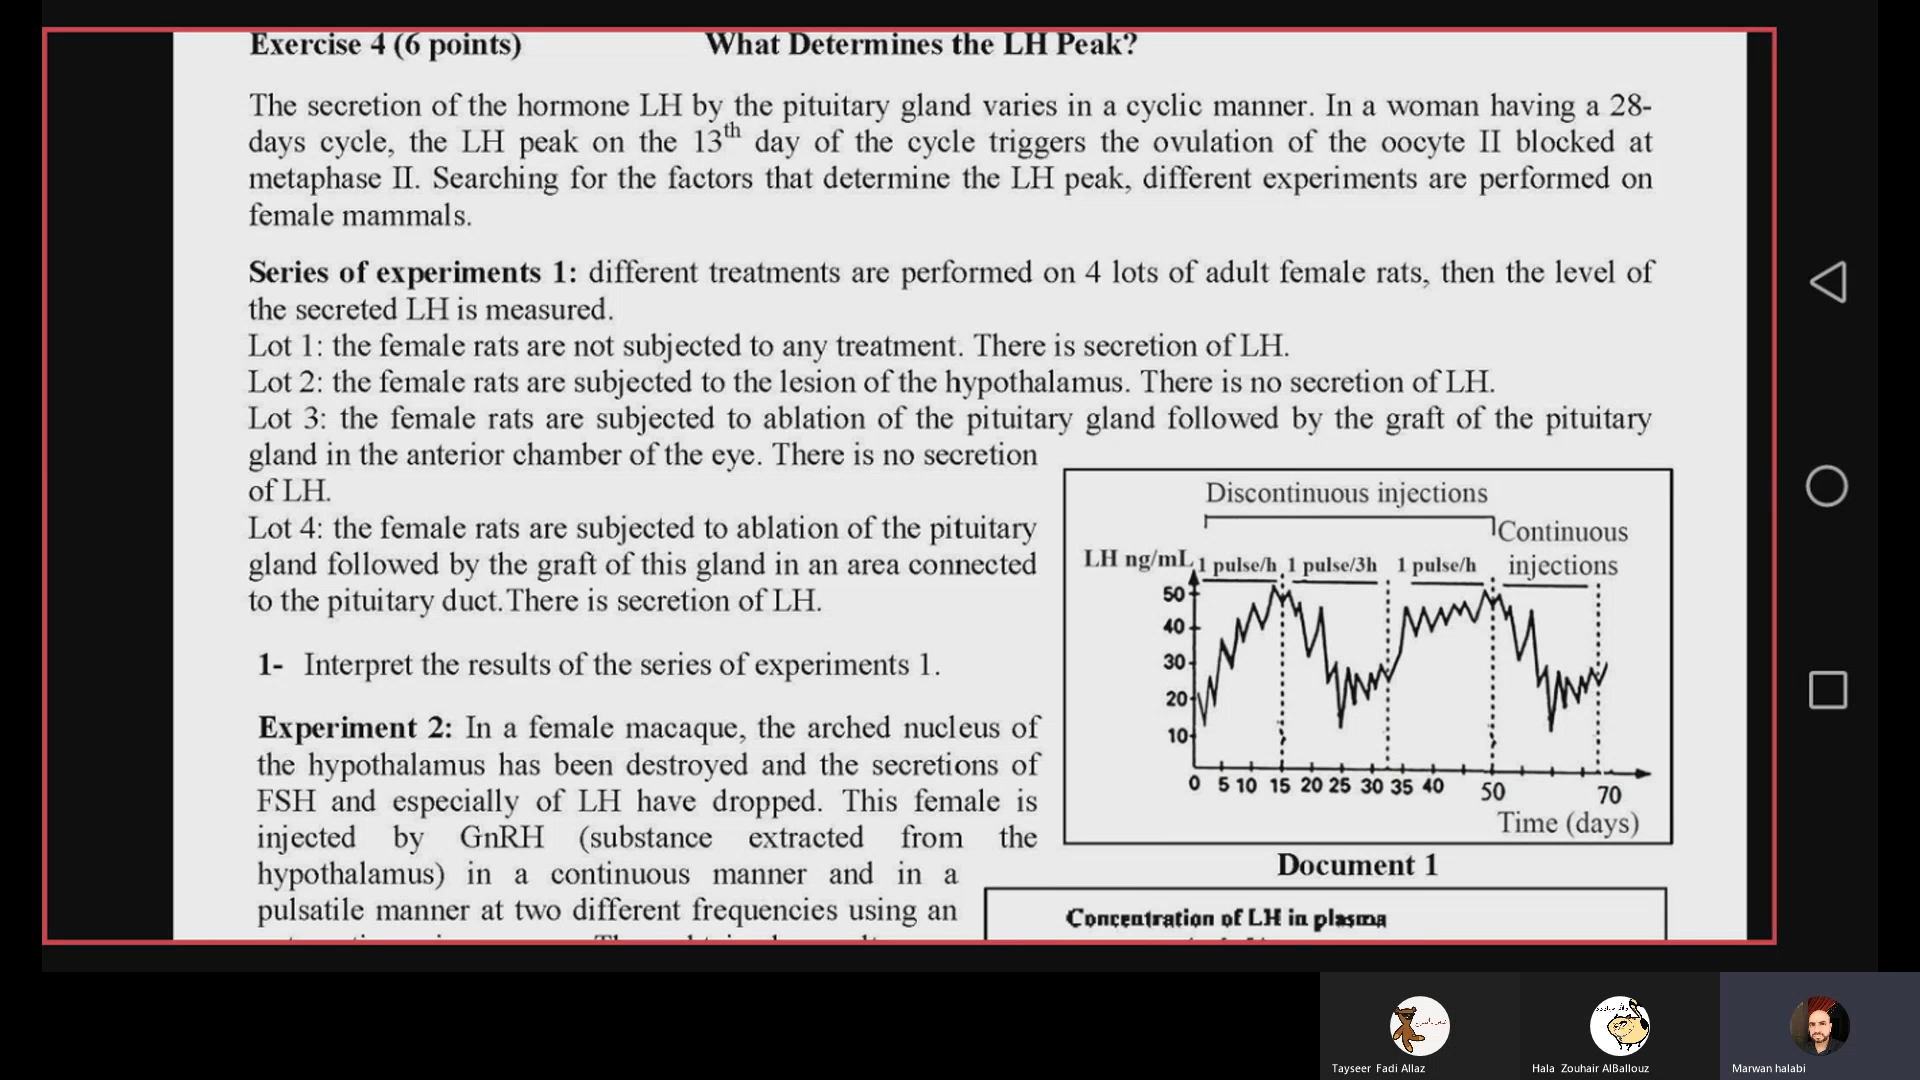 Exercise 4 (6 points) What Determines the LH Peak?
The secretion of the hormone LH by the pituitary gland varies in a cyclic manner. In a woman having a 28-
days cycle, the LH peak on the 13th day of the cycle triggers the ovulation of the oocyte II blocked at
metaphase II. Searching for the factors that determine the LH peak, different experiments are performed on
female mammals.
Series of experiments 1: different treatments are performed on 4 lots of adult female rats, then the level of
the secreted LH is measured.
Lot 1: the female rats are not subjected to any treatment. There is secretion of LH.
Lot 2: the female rats are subjected to the lesion of the hypothalamus. There is no secretion of LH.
Lot 3: the female rats are subjected to ablation of the pituitary gland followed by the graft of the pituitary
gland in the anterior chamber of the eye. There is no secretion
of LH.
Lot 4: the female rats are subjected to ablation of the pituitary
gland followed by the graft of this gland in an area connected
to the pituitary duct.There is secretion of LH.
1- Interpret the results of the series of experiments 1.
Experiment 2: In a female macaque, the arched nucleus of
the hypothalamus has been destroyed and the secretions of
FSH and especially of LH have dropped. This female is
injected by GnRH (substance extracted from the
hypothalamus) in a continuous manner and in a
pulsatile manner at two different frequencies using an
Discontinuous injections
Continuous
injections
LH ng/mL 1 pulse/h 1 pulse/3h 1 pulse/h
50
40
30
20
10
0 5 10 15 20 25 30 35 40 50 70
Time (days)
Document 1
Concentration of LH in plasma
Tayseer Fadi Allaz
Hala Zouhair AlBallouz
Marwan halabi